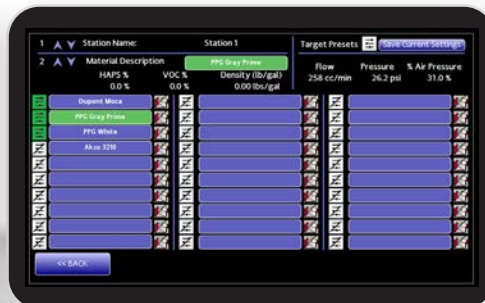 1 Station Name: Station 1 Target Presets Save Current Settings
2 Material Description PPG Gray Prime Flow Pressure % Air Pressure
HAPS % VOC % Density (lb/gal) 258 cc/min 26.2 psi 31.0 %
0.0 % 0.0 % 0.00 lbs/gal
Dupont Moca
PPG Gray Prime
PPG White
Akzo 3210
<< BACK